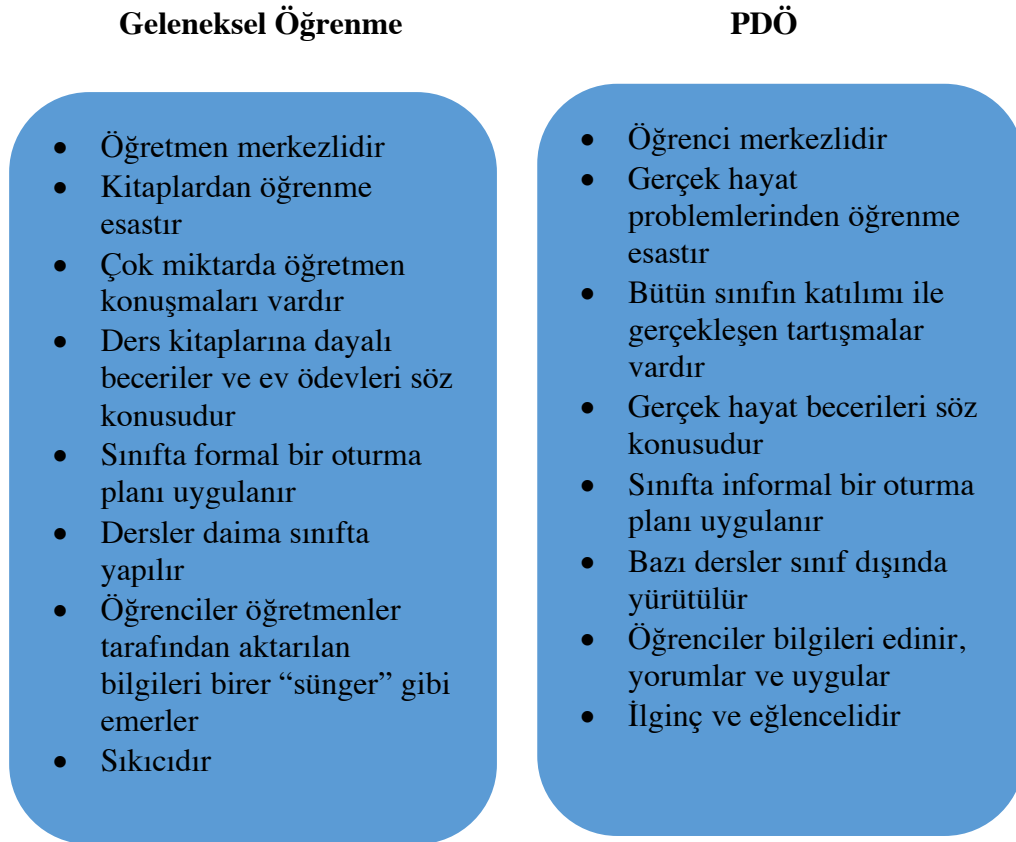 Geleneksel Öğrenme
• Öğretmen merkezlidir
• Kitaplardan öğrenme
esastır
• Çok miktarda öğretmen
konuşmaları vardır
• Ders kitaplarına dayalı
beceriler ve ev ödevleri söz
konusudur
• Sınıfta formal bir oturma
planı uygulanır
• Dersler daima sınıfta
yapılır
• Öğrenciler öğretmenler
tarafından aktarılan
bilgileri birer “sünger” gibi
emerler
• Sıkıcıdır
PDÖ
• Öğrenci merkezlidir
• Gerçek hayat
problemlerinden öğrenme
esastır
• Bütün sınıfın katılımı ile
gerçekleşen tartışmalar
vardır
• Gerçek hayat becerileri söz
konusudur
• Sınıfta informal bir oturma
planı uygulanır
• Bazı dersler sınıf dışında
yürütülür
• Öğrenciler bilgileri edinir,
yorumlar ve uygular
• İlginç ve eğlencelidir